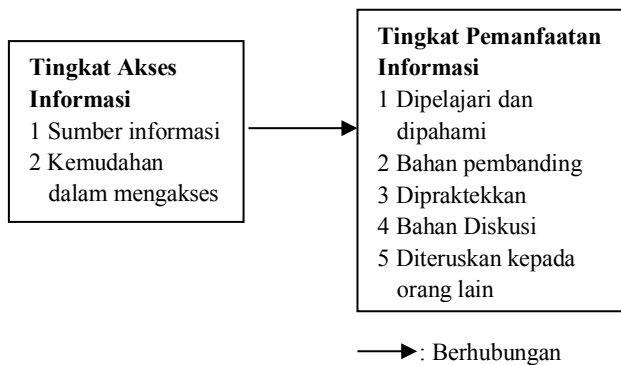 Tingkat Akses
Informasi
1 Sumber informasi
2 Kemudahan
dalam mengakses
Tingkat Pemanfaatan
Informasi
1 Dipelajari dan
dipahami
2 Bahan pembanding
3 Dipraktekkan
4 Bahan Diskusi
5 Diteruskan kepada
orang lain
: Berhubungan